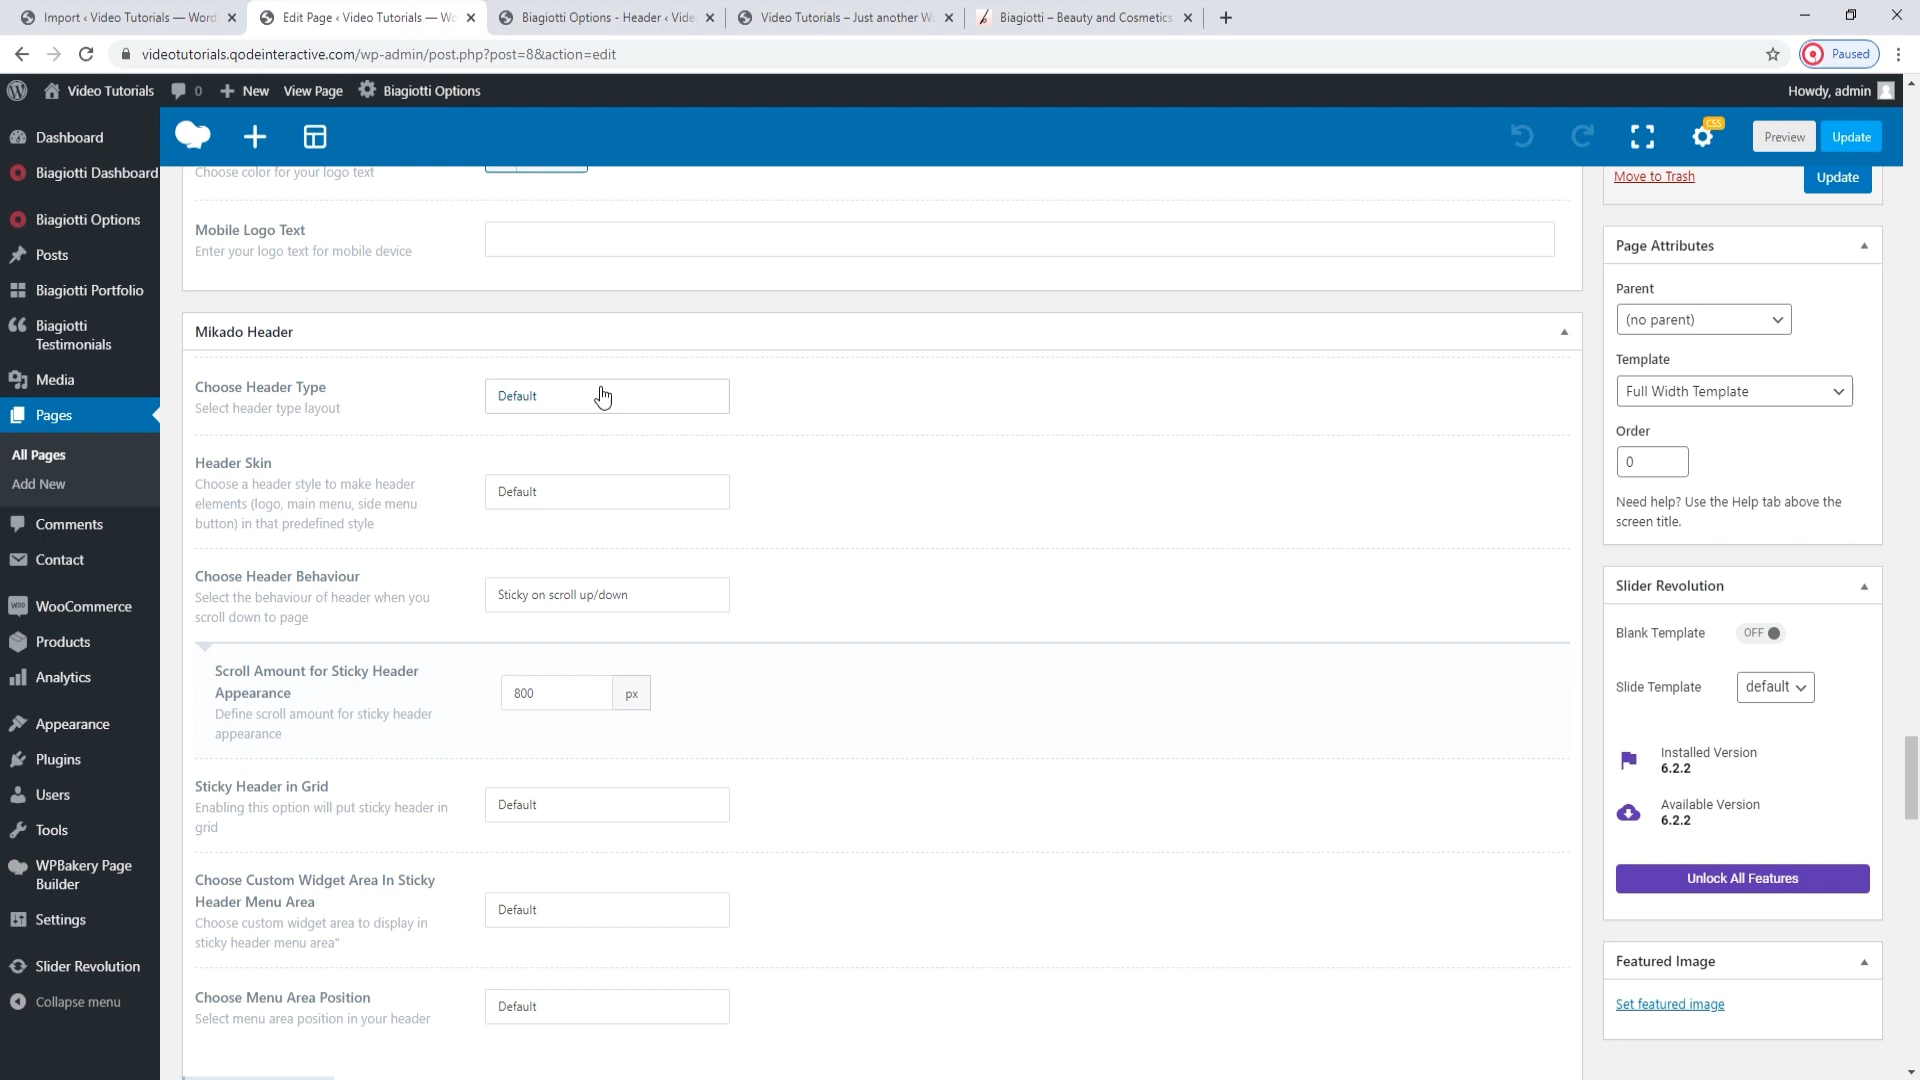 Import ‹ Video Tutorials — Word
Edit Page ‹ Video Tutorials — Wo
Biagiotti Options - Header ‹ Vide
Video Tutorials – Just another W
Biagiotti – Beauty and Cosmetics
videotutorials.qodeinteractive.com/wp-admin/post.php?post=8&action=edit
Paused
Video Tutorials
0
New
View Page
Biagiotti Options
Howdy, admin
CSS
Preview
Update
Dashboard
Biagiotti Dashboard
Biagiotti Options
Posts
Biagiotti Portfolio
Biagiotti
Testimonials
Media
Pages
All Pages
Add New
Comments
Contact
WooCommerce
Products
Analytics
Appearance
Plugins
Users
Tools
WPBakery Page
Builder
Settings
Slider Revolution
Collapse menu
Choose color for your logo text
Mobile Logo Text
Enter your logo text for mobile device
Mikado Header
Choose Header Type
Select header type layout
Default
Header Skin
Choose a header style to make header
elements (logo, main menu, side menu
button) in that predefined style
Default
Choose Header Behaviour
Select the behaviour of header when you
scroll down to page
Sticky on scroll up/down
Scroll Amount for Sticky Header
Appearance
Define scroll amount for sticky header
appearance
800
px
Sticky Header in Grid
Enabling this option will put sticky header in
grid
Default
Choose Custom Widget Area In Sticky
Header Menu Area
Choose custom widget area to display in
sticky header menu area"
Default
Choose Menu Area Position
Select menu area position in your header
Default
Move to Trash
Update
Page Attributes
Parent
(no parent)
Template
Full Width Template
Order
0
Need help? Use the Help tab above the
screen title.
Slider Revolution
Blank Template
OFF
Slide Template
default
Installed Version
6.2.2
Available Version
6.2.2
Unlock All Features
Featured Image
Set featured image